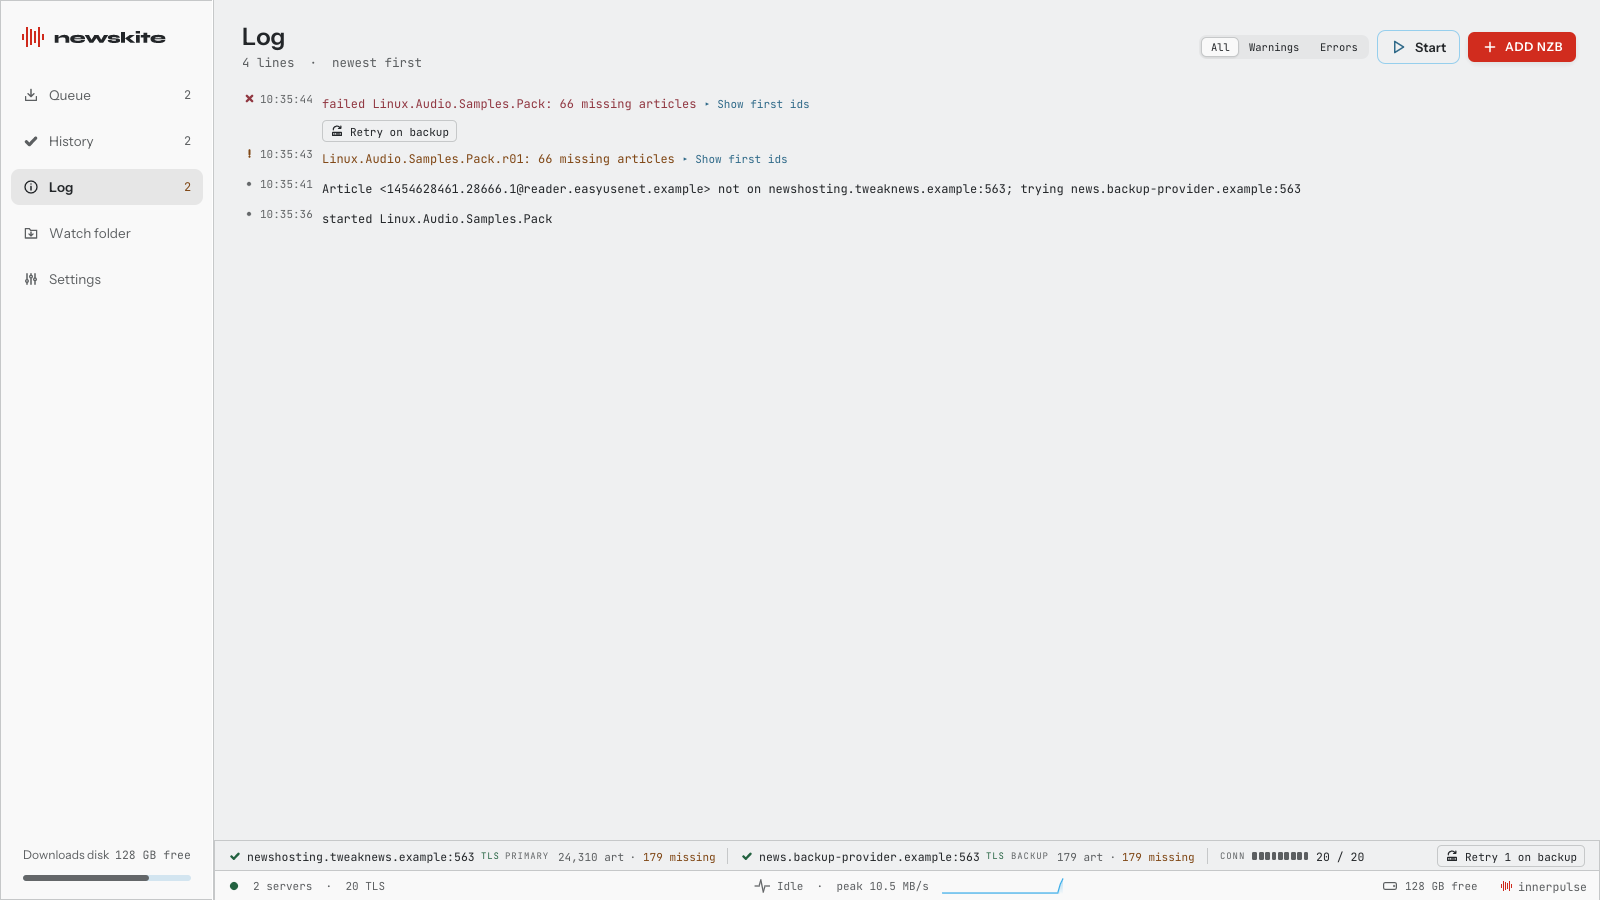 newskite
Queue 2
History 2
Log 2
Watch folder
Settings
Downloads disk 128 GB free
Log
4 lines · newest first
All Warnings Errors
Start
ADD NZB
10:35:44 failed Linux.Audio.Samples.Pack: 66 missing articles ‣ Show first ids
Retry on backup
! 10:35:43 Linux.Audio.Samples.Pack.r01: 66 missing articles ‣ Show first ids
• 10:35:41 Article <1454628461.28666.1@reader.easyusenet.example> not on newshosting.tweaknews.example:563; trying news.backup-provider.example:563
• 10:35:36 started Linux.Audio.Samples.Pack
newshosting.tweaknews.example:563 TLS PRIMARY 24,310 art · 179 missing
news.backup-provider.example:563 TLS BACKUP 179 art · 179 missing
CONN 20 / 20
Retry 1 on backup
2 servers · 20 TLS
Idle · peak 10.5 MB/s
128 GB free
innerpulse